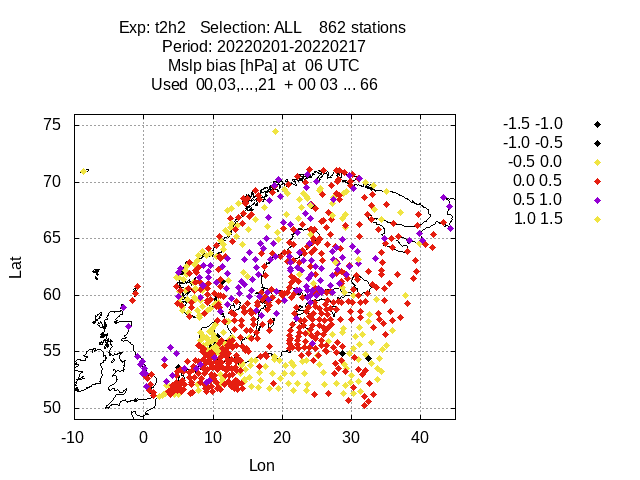 Exp: t2h2 Selection: ALL 862 stations
Period: 20220201-20220217
Mslp bias [hPa] at 06 UTC
Used 00,03,...,21 + 00 03 ... 66
-1.5 -1.0
-1.0 -0.5
-0.5 0.0
0.0 0.5
0.5 1.0
1.0 1.5
75
70
65
60
55
50
Lat
-10 0 10 20 30 40
Lon